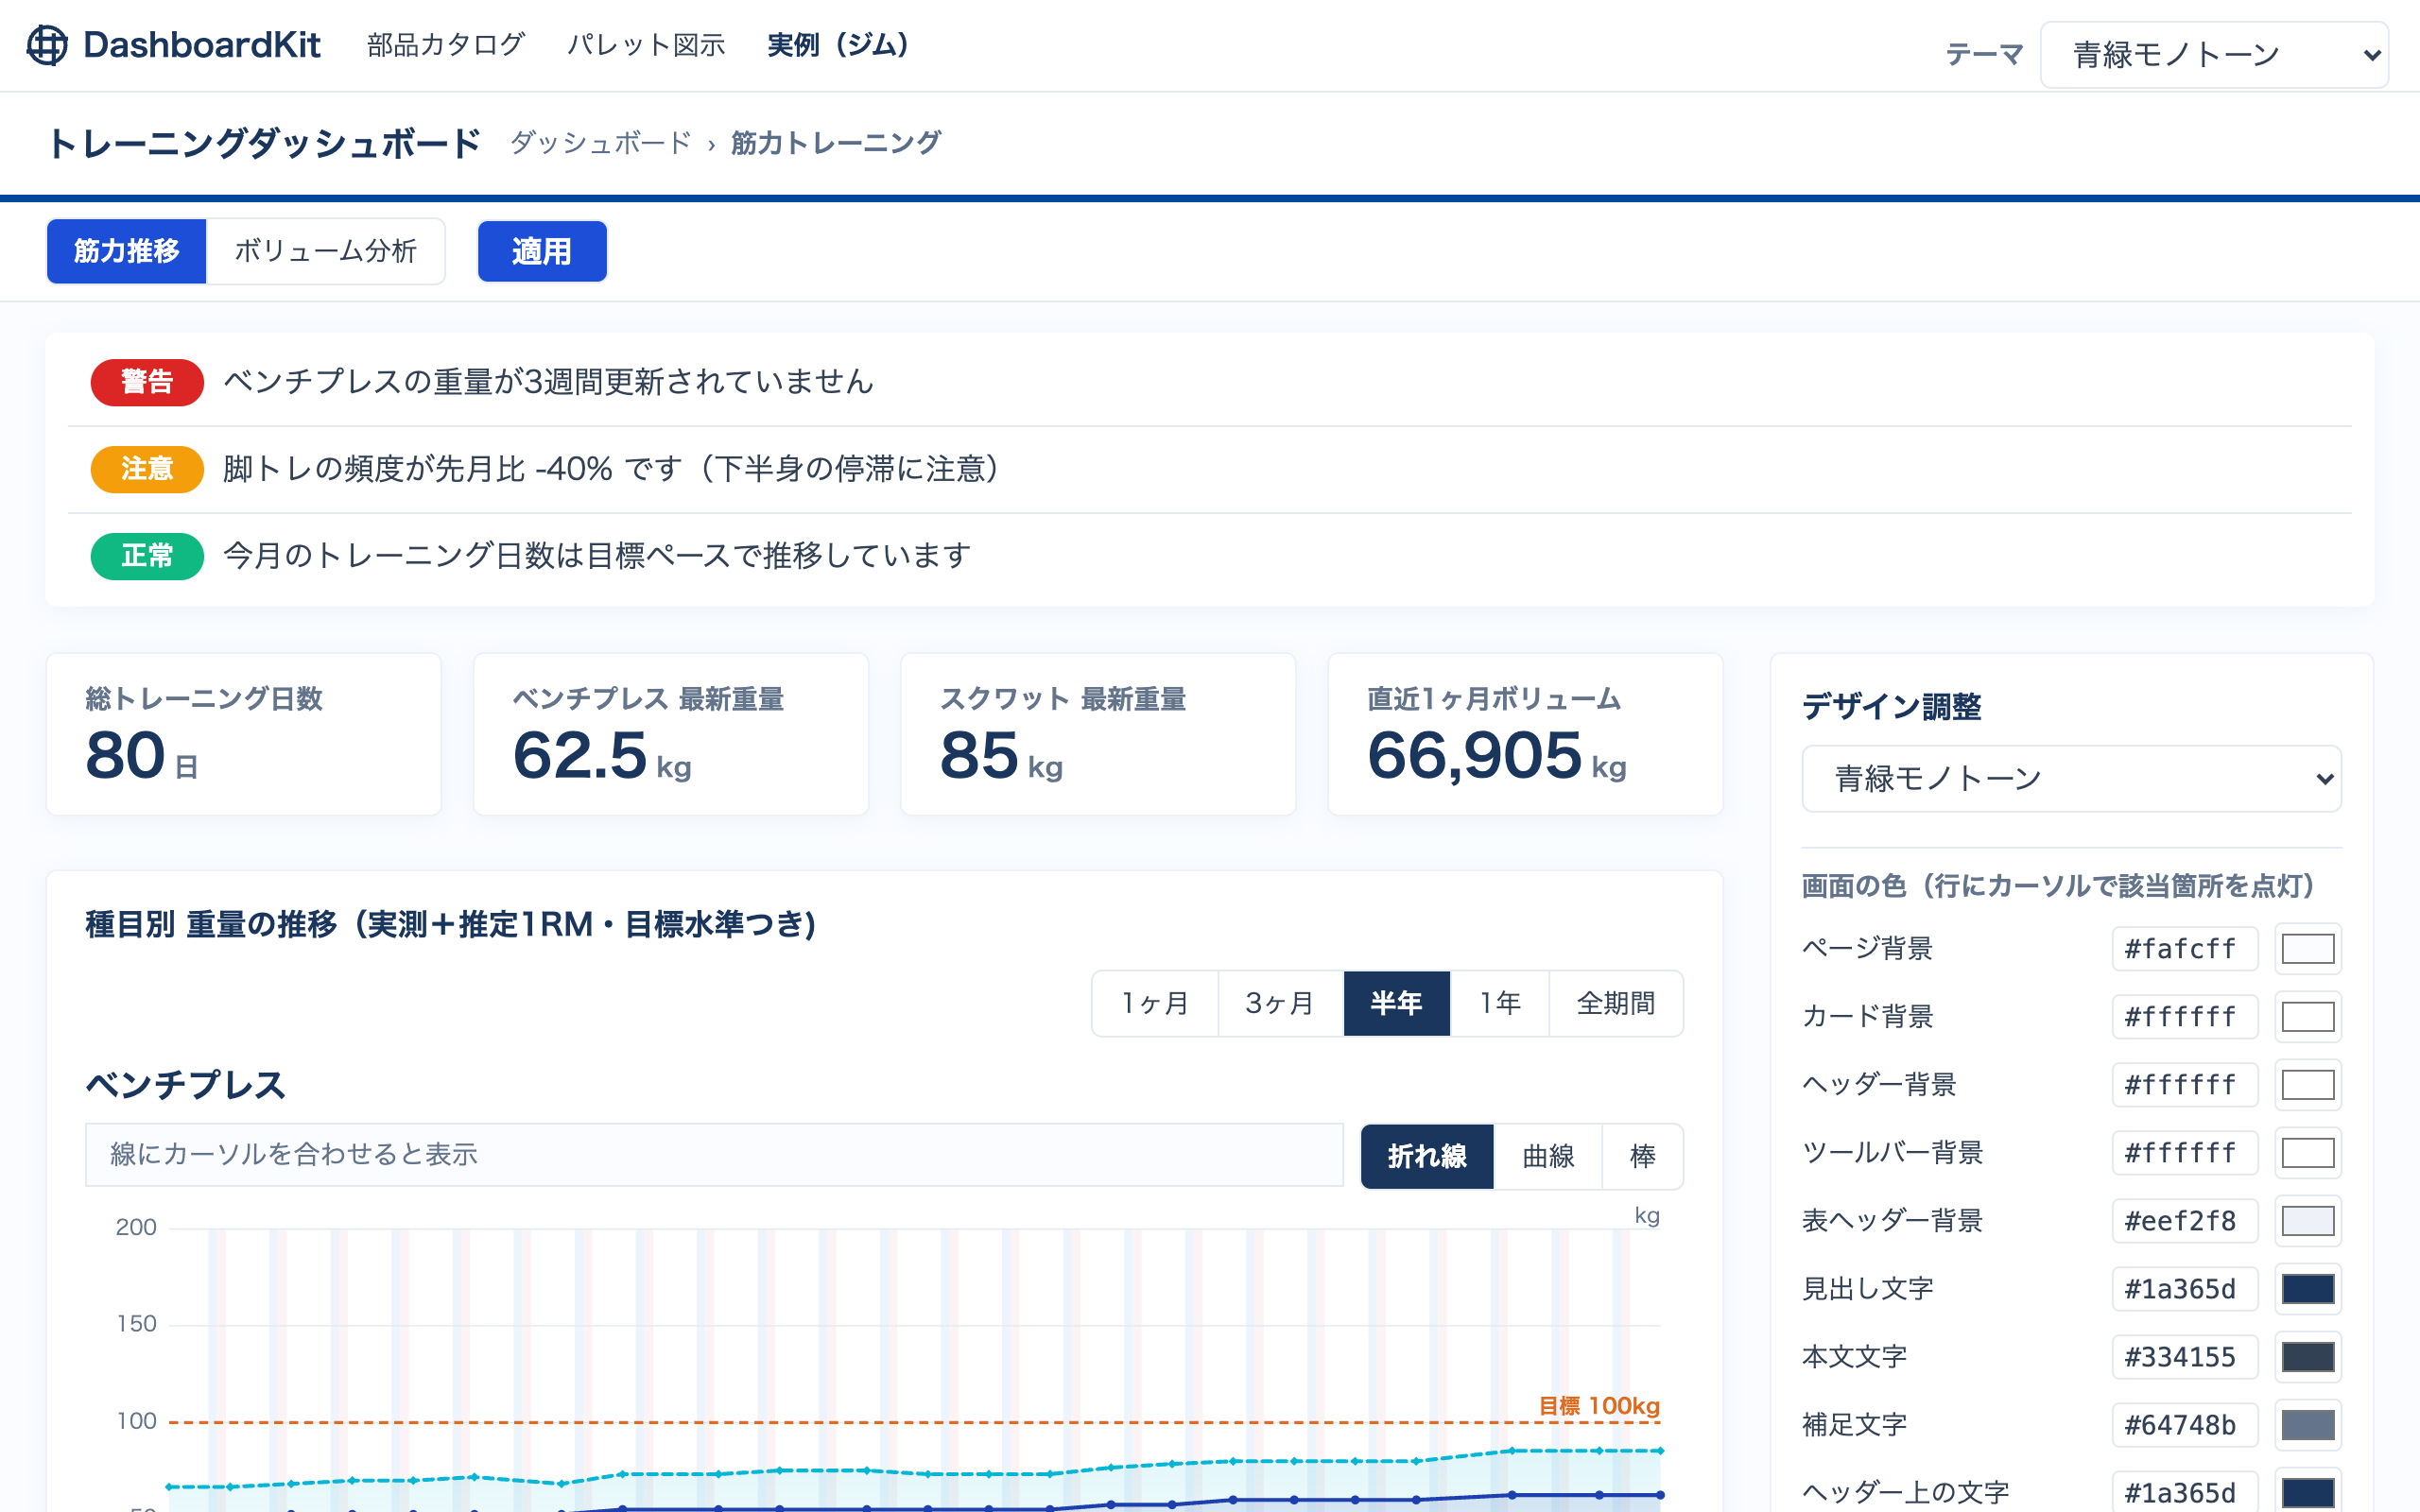 DashboardKit 部品カタログ パレット図示 実例（ジム） テーマ 青緑モノトーン
トレーニングダッシュボード ダッシュボード › 筋力トレーニング
筋力推移 ボリューム分析 適用
警告 ベンチプレスの重量が3週間更新されていません
注意 脚トレの頻度が先月比 -40% です（下半身の停滞に注意）
正常 今月のトレーニング日数は目標ペースで推移しています
総トレーニング日数
80 日
ベンチプレス 最新重量
62.5 kg
スクワット 最新重量
85 kg
直近1ヶ月ボリューム
66,905 kg
種目別 重量の推移（実測＋推定1RM・目標水準つき)
1ヶ月 3ヶ月 半年 1年 全期間
ベンチプレス
線にカーソルを合わせると表示 折れ線 曲線 棒
kg
200
150
目標 100kg
100
デザイン調整
青緑モノトーン
画面の色（行にカーソルで該当箇所を点灯）
ページ背景 #fafcff
カード背景 #ffffff
ヘッダー背景 #ffffff
ツールバー背景 #ffffff
表ヘッダー背景 #eef2f8
見出し文字 #1a365d
本文文字 #334155
補足文字 #64748b
ヘッダー上の文字 #1a365d